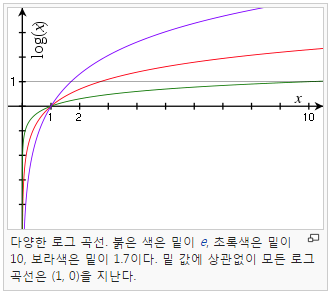 log(x)
1
x
1
2
10
다양한 로그 곡선. 붉은 색은 밑이 e, 초록색은 밑이
10, 보라색은 밑이 1.7이다. 밑 값에 상관없이 모든 로그
곡선은 (1, 0)을 지난다.